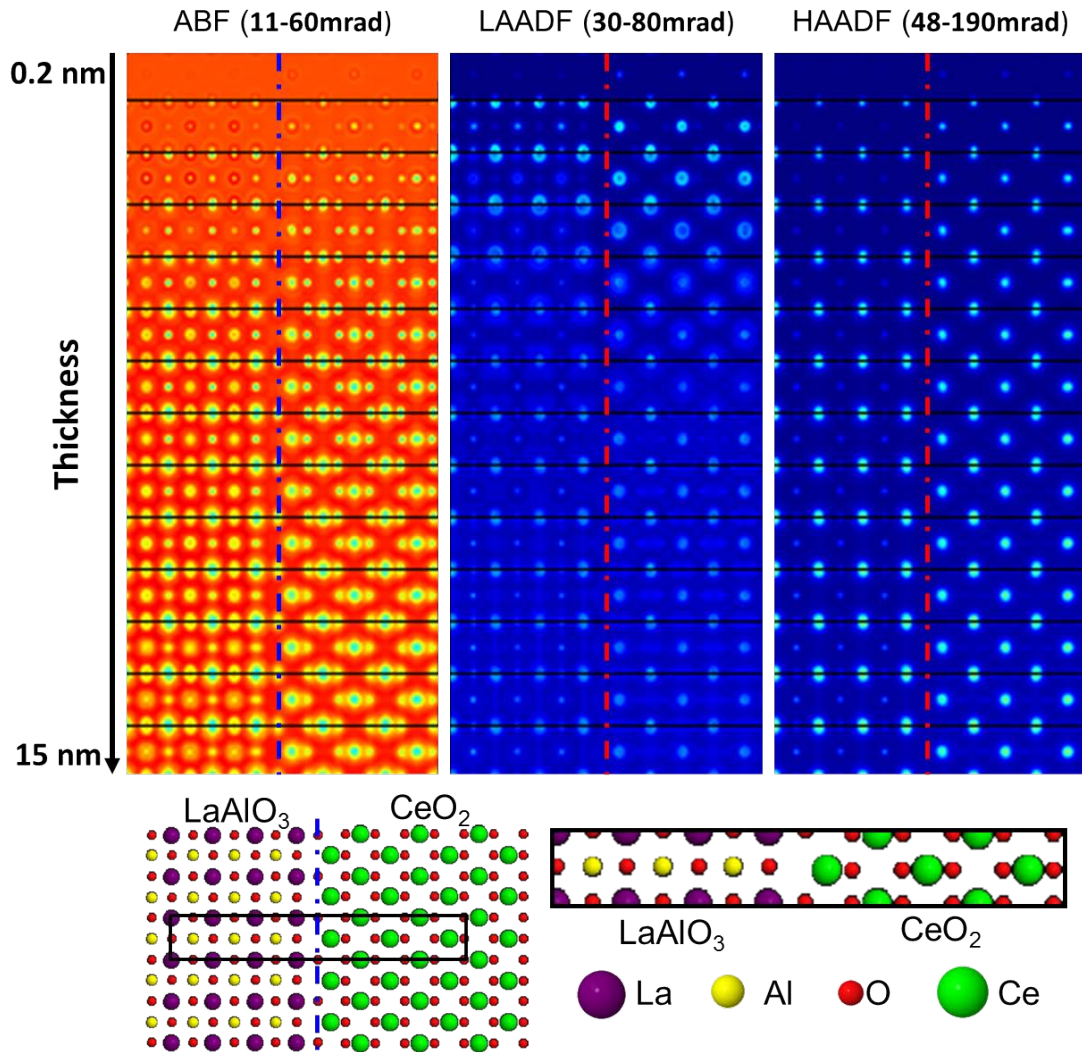 ABF (11-60mrad)
LAADF (30-80mrad)
HAADF (48-190mrad)
0.2 nm
Thickness
15 nm
LaAlO3
CeO2
LaAlO3
CeO2
La
Al
O
Ce